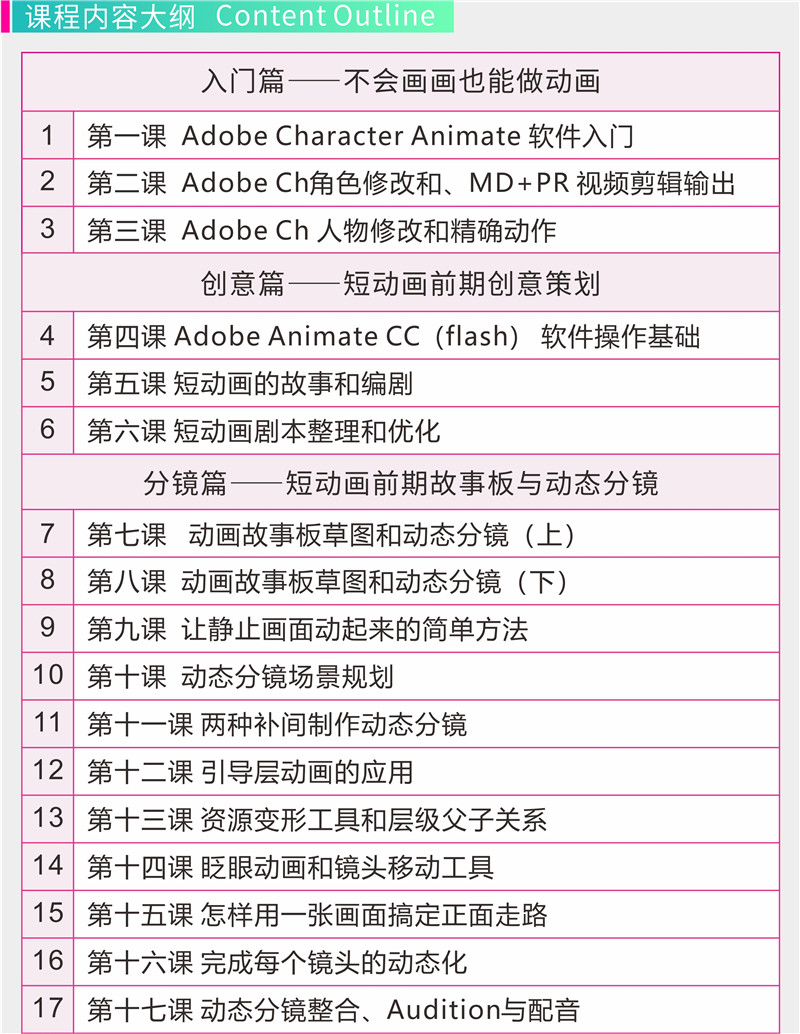 课程内容大纲 Content Outline
入门篇——不会画画也能做动画
1 第一课 Adobe Character Animate 软件入门
2 第二课 Adobe Ch角色修改和、MD+PR 视频剪辑输出
3 第三课 Adobe Ch 人物修改和精确动作
创意篇——短动画前期创意策划
4 第四课 Adobe Animate CC（flash） 软件操作基础
5 第五课 短动画的故事和编剧
6 第六课 短动画剧本整理和优化
分镜篇——短动画前期故事板与动态分镜
7 第七课 动画故事板草图和动态分镜（上）
8 第八课 动画故事板草图和动态分镜（下）
9 第九课 让静止画面动起来的简单方法
10 第十课 动态分镜场景规划
11 第十一课 两种补间制作动态分镜
12 第十二课 引导层动画的应用
13 第十三课 资源变形工具和层级父子关系
14 第十四课 眨眼动画和镜头移动工具
15 第十五课 怎样用一张画面搞定正面走路
16 第十六课 完成每个镜头的动态化
17 第十七课 动态分镜整合、Audition与配音